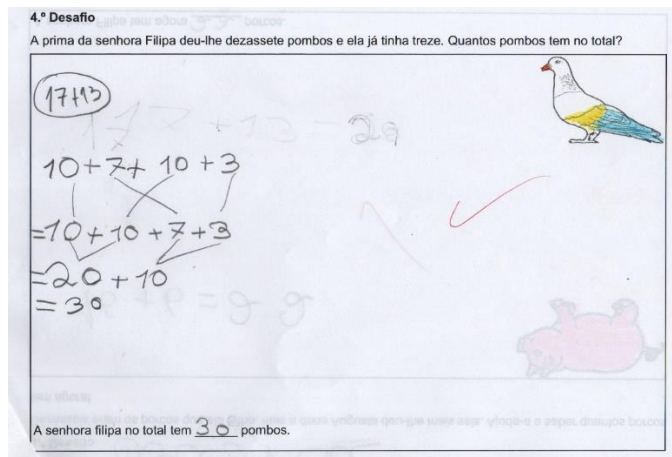 4.º Desafio
A prima da senhora Filipa deu-lhe dezassete pombos e ela já tinha treze. Quantos pombos tem no total?
17+13
10+7+10+3
=10+10+7+3
=20+10
=30
A senhora filipa no total tem 30 pombos.